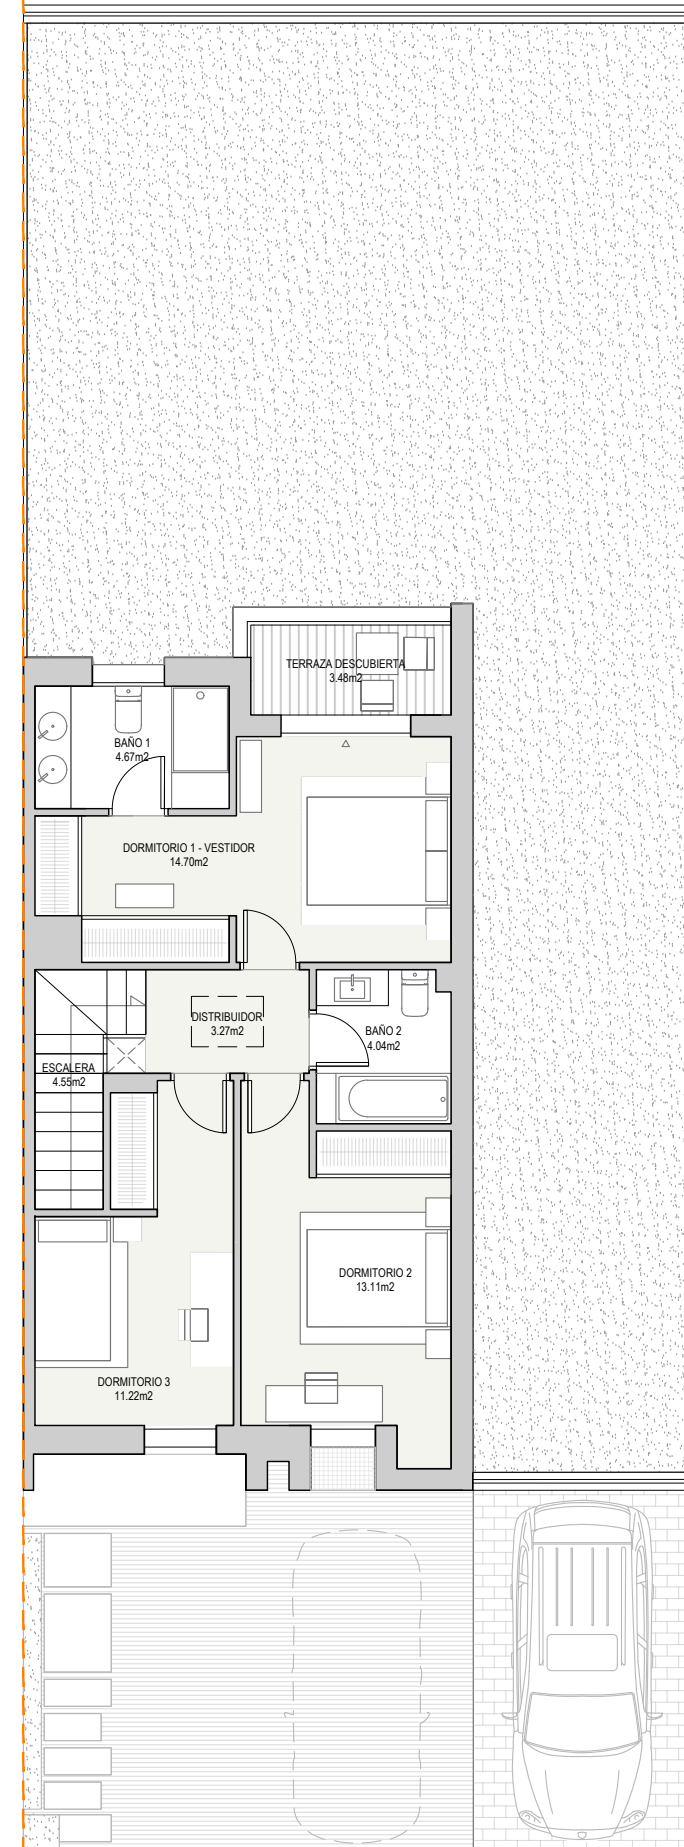 TERRAZA DESCUBIERTA
3.48m2
BAÑO 1
4.67m2
DORMITORIO 1 - VESTIDOR
14.70m2
DISTRIBUIDOR
3.27m2
BAÑO 2
4.04m2
ESCALERA
4.55m2
DORMITORIO 2
13.11m2
DORMITORIO 3
11.22m2